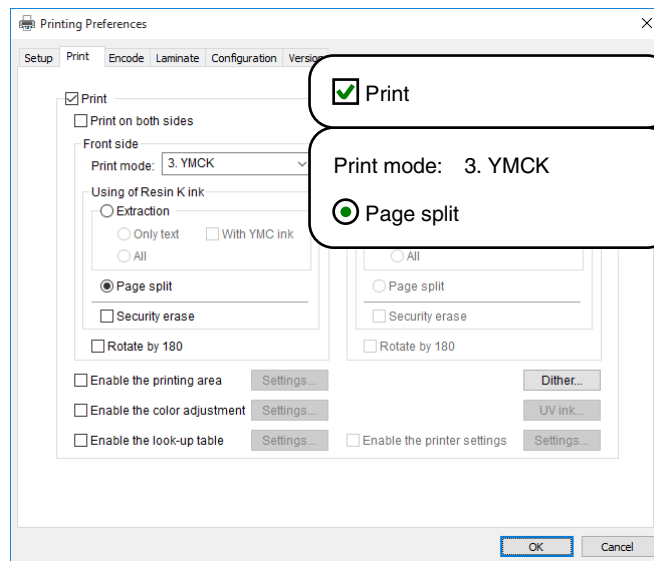 Printing Preferences
Setup Print Encode Laminate Configuration Version
Print
Print
Print on both sides
Front side
Print mode: 3. YMCK
Print mode: 3. YMCK
Using of Resin K ink
Extraction
Page split
Only text With YMC ink
All All
Page split Page split
Security erase Security erase
Rotate by 180 Rotate by 180
Enable the printing area Settings... Dither...
Enable the color adjustment Settings... UV ink...
Enable the look-up table Settings... Enable the printer settings Settings...
OK Cancel